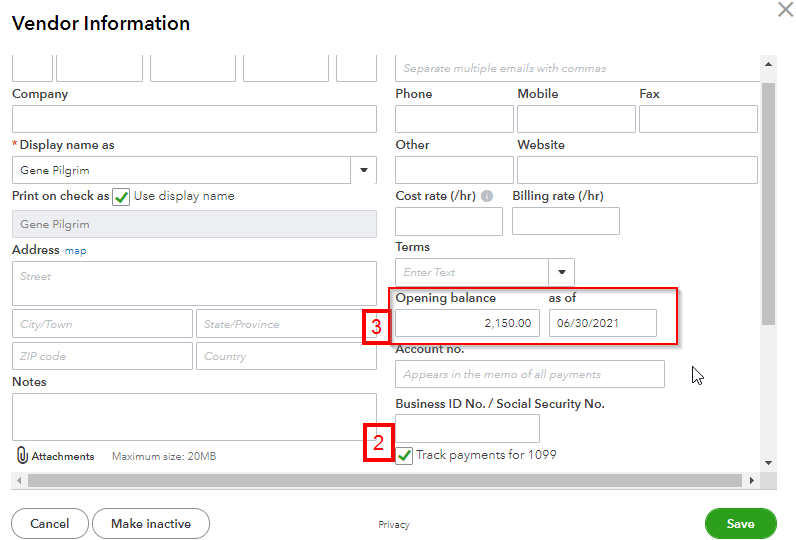 Vendor Information
Separate multiple emails with commas
Company
Phone Mobile Fax
*Display name as
Other Website
Gene Pilgrim
Print on check as Use display name
Cost rate (/hr) Billing rate (/hr)
Gene Pilgrim
Address map
Terms
Street
Enter Text
Opening balance as of
3
City/Town State/Province
2,150.00 06/30/2021
ZIP code Country
Account no.
Appears in the memo of all payments
Notes
Business ID No. / Social Security No.
2
Attachments Maximum size: 20MB
Track payments for 1099
Cancel Make inactive Privacy Save